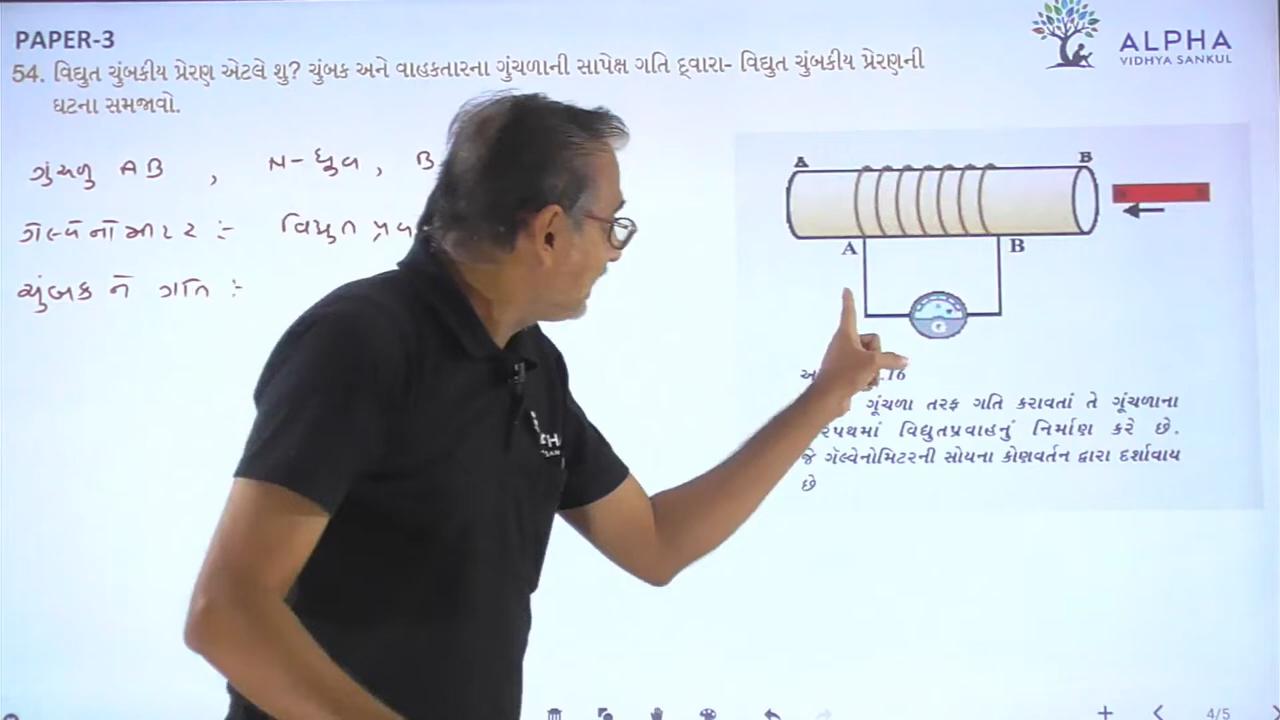 PAPER-3
ALPHA
VIDHYA SANKUL
54. વિદ્યુત ચુંબકીય પ્રેરણ એટલે શુ? ચુંબક અને વાહકતારના ગુંચળાની સાપેક્ષ ગતિ દ્વારા- વિદ્યુત ચુંબકીય પ્રેરણની
ઘટના સમજાવો.
ગુંચળુ AB , N-ધ્રુવ , B
ગેલ્વેનોમીટર :- વિદ્યુત પ્રવ
ચુંબક ને ગતિ :-
A B
A B
G
.16
ગૂંચળા તરફ ગતિ કરાવતાં તે ગૂંચળાના
વિદ્યુતપ્રવાહનું નિર્માણ કરે છે.
જે ગૅલ્વેનોમિટરની સોયના કોણવર્તન દ્વારા દર્શાવાય
છે
4/5